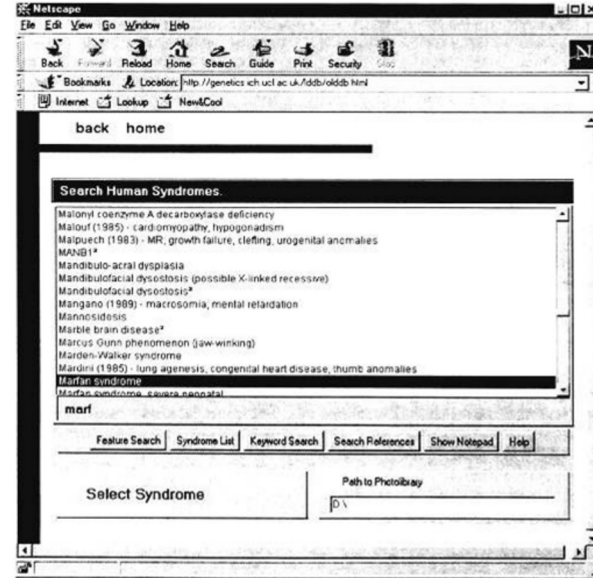 Netscape
File Edit View Go Window Help
Back Forward Reload Home Search Guide Print Security Stop
N
Bookmarks Location: http://genetics.ich.ucl.ac.uk/lddb/olddb.html
Internet Lookup New&Cool
back home
Search Human Syndromes.
Malonyl coenzyme A decarboxylase deficiency
Malouf (1985) - cardiomyopathy, hypogonadism
Malpuech (1983) - MR, growth failure, clefting, urogenital anomalies
MANB1ª
Mandibulo-acral dysplasia
Mandibulofacial dysostosis (possible X-linked recessive)
Mandibulofacial dysostosisª
Mangano (1989) - macrosomia, mental retardation
Mannosidosis
Marble brain diseaseª
Marcus Gunn phenomenon (jaw-winking)
Marden-Walker syndrome
Mardini (1985) - lung agenesis, congenital heart disease, thumb anomalies
Marfan syndrome
Marfan syndrome, severe neonatal
marf
Feature Search Syndrome List Keyword Search Search References Show Notepad Help
Select Syndrome
Path to Photolibrary
D:\